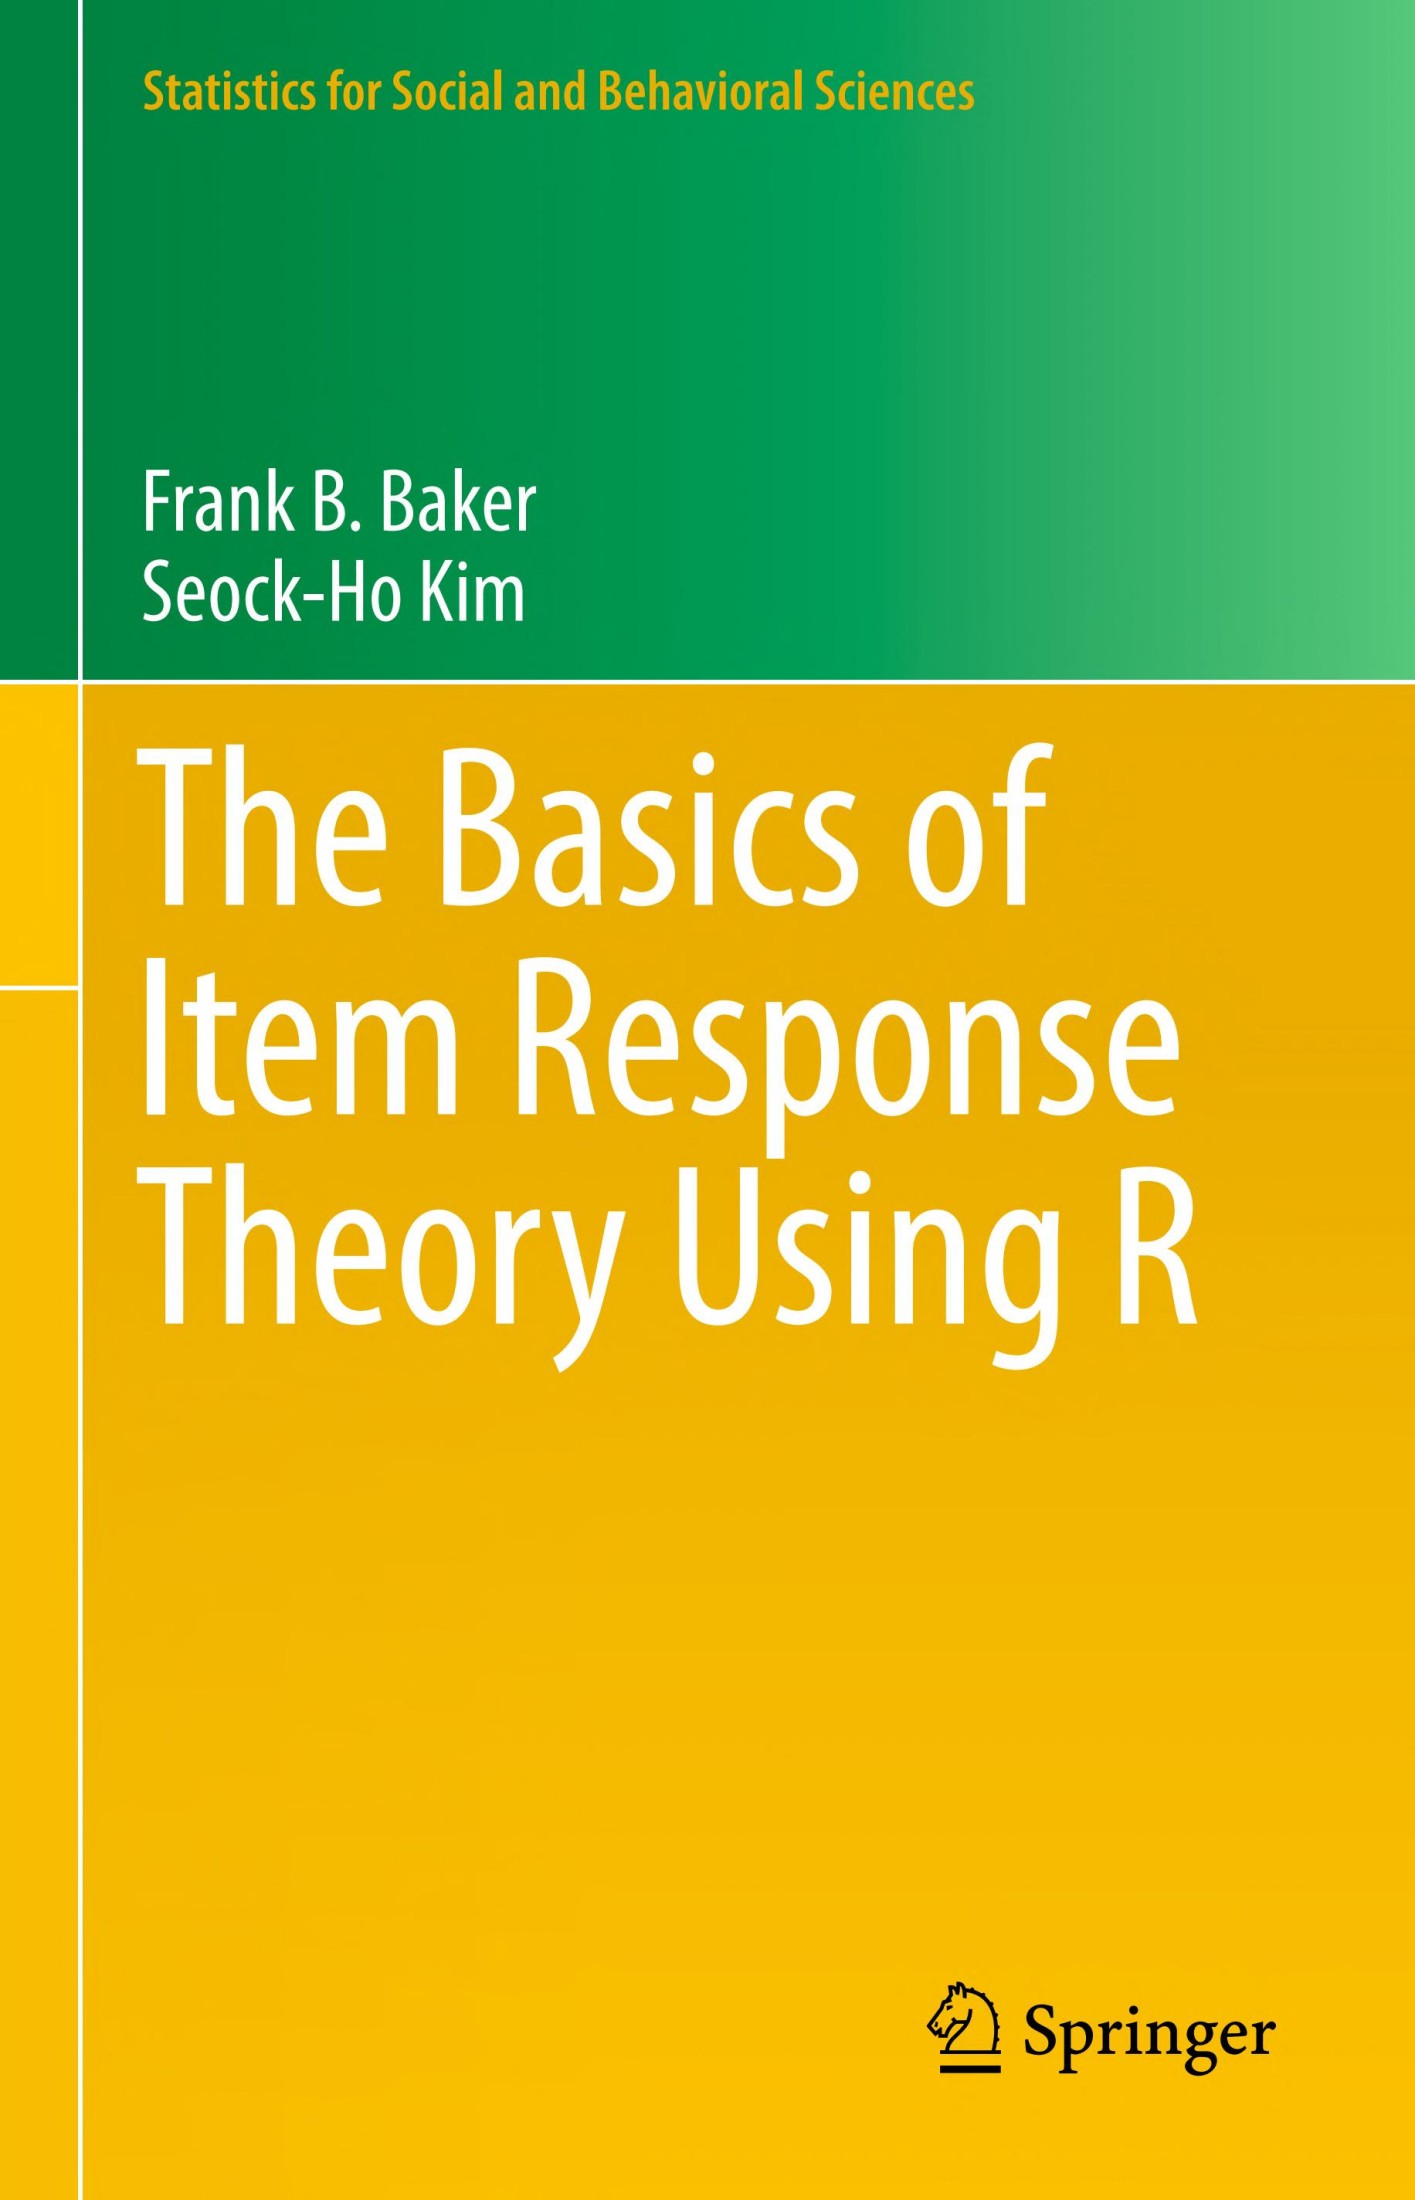 Statistics for Social and Behavioral Sciences
Frank B. Baker
Seock-Ho Kim
The Basics of
Item Response
Theory Using R
Springer